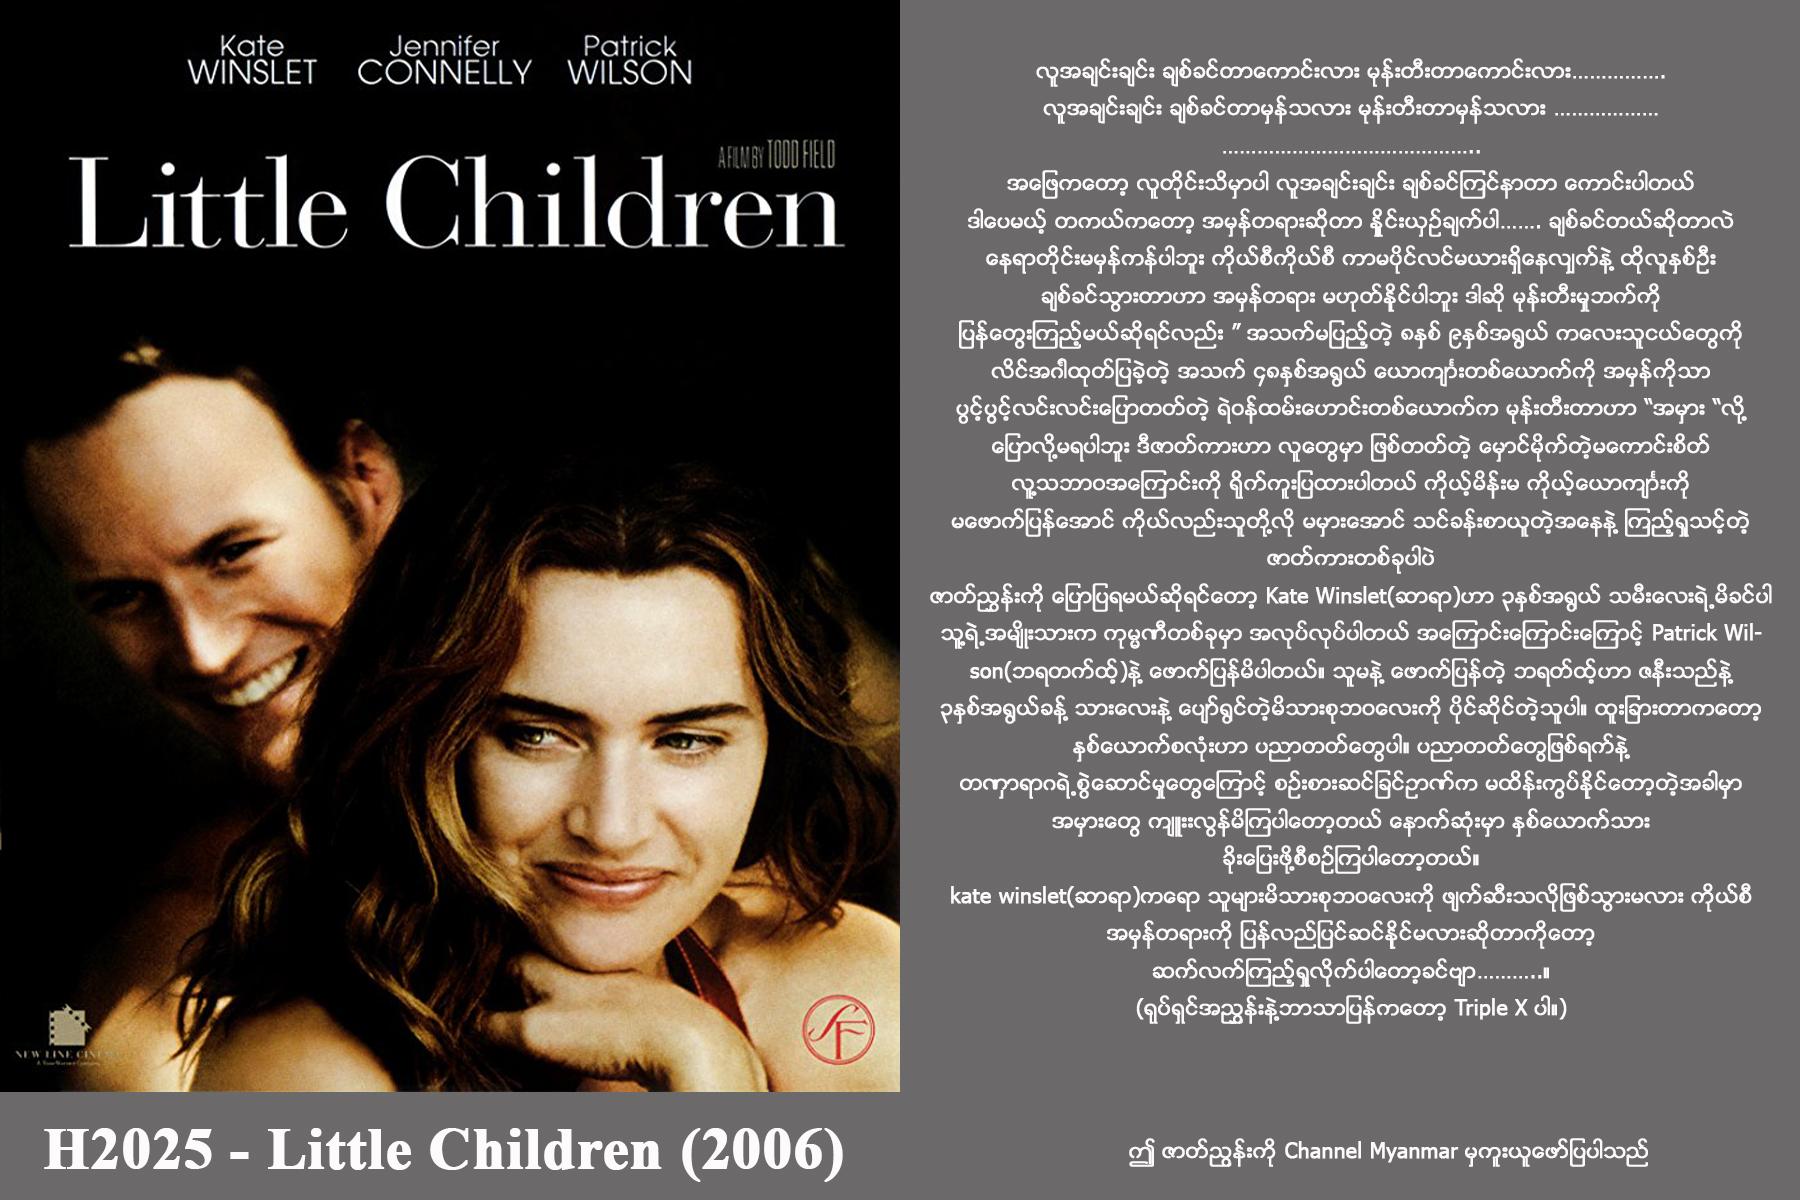 Kate
WINSLET
Jennifer
CONNELLY
Patrick
WILSON
A FILM BY TODD FIELD
Little Children
NEW LINE CINEMA
A Time Warner Company
SF
H2025 - Little Children (2006)
လူအချင်းချင်း ချစ်ခင်တာကောင်းလား မုန်းတီးတာကောင်းလား................
လူအချင်းချင်း ချစ်ခင်တာမှန်သလား မုန်းတီးတာမှန်သလား ..................
............................................
အဖြေကတော့ လူတိုင်းသိမှာပါ လူအချင်းချင်း ချစ်ခင်ကြင်နာတာ ကောင်းပါတယ်
ဒါပေမယ့် တကယ်ကတော့ အမှန်တရားဆိုတာ နှိုင်းယှဉ်ချက်ပါ....... ချစ်ခင်တယ်ဆိုတာလဲ
နေရာတိုင်းမမှန်ကန်ပါဘူး ကိုယ်စီကိုယ်စီ ကာမပိုင်လင်မယားရှိနေလျက်နဲ့ ထိုလူနှစ်ဦး
ချစ်ခင်သွားတာဟာ အမှန်တရား မဟုတ်နိုင်ပါဘူး ဒါဆို မုန်းတီးမှုဘက်ကို
ပြန်တွေးကြည့်မယ်ဆိုရင်လည်း ” အသက်မပြည့်တဲ့ ၈နှစ် ၉နှစ်အရွယ် ကလေးသူငယ်တွေကို
လိင်အင်္ဂါထုတ်ပြခဲ့တဲ့ အသက် ၄၈နှစ်အရွယ် ယောကျာ်းတစ်ယောက်ကို အမှန်ကိုသာ
ပွင့်ပွင့်လင်းလင်းပြောတတ်တဲ့ ရဲဝန်ထမ်းဟောင်းတစ်ယောက်က မုန်းတီးတာဟာ “အမှား “လို့
ပြောလို့မရပါဘူး ဒီဇာတ်ကားဟာ လူတွေမှာ ဖြစ်တတ်တဲ့ မှောင်မိုက်တဲ့မကောင်းစိတ်
လူ့သဘာဝအကြောင်းကို ရိုက်ကူးပြထားပါတယ် ကိုယ့်မိန်းမ ကိုယ့်ယောကျာ်းကို
မဖောက်ပြန်အောင် ကိုယ်လည်းသူတို့လို မမှားအောင် သင်ခန်းစာယူတဲ့အနေနဲ့ ကြည့်ရှုသင့်တဲ့
ဇာတ်ကားတစ်ခုပါပဲ
ဇာတ်ညွှန်းကို ပြောပြရမယ်ဆိုရင်တော့ Kate Winslet(ဆာရာ)ဟာ ၃နှစ်အရွယ် သမီးလေးရဲ့မိခင်ပါ
သူ့ရဲ့အမျိုးသားက ကုမ္ပဏီတစ်ခုမှာ အလုပ်လုပ်ပါတယ် အကြောင်းကြောင်းကြောင့် Patrick Wil-
son(ဘရတက်ထ့်)နဲ့ ဖောက်ပြန်မိပါတယ်။ သူမနဲ့ ဖောက်ပြန်တဲ့ ဘရတ်ထ့်ဟာ ဇနီးသည်နဲ့
၃နှစ်အရွယ်ခန့် သားလေးနဲ့ ပျော်ရွှင်တဲ့မိသားစုဘဝလေးကို ပိုင်ဆိုင်တဲ့သူပါ။ ထူးခြားတာကတော့
နှစ်ယောက်စလုံးဟာ ပညာတတ်တွေပါ။ ပညာတတ်တွေဖြစ်ရက်နဲ့
တဏှာရာဂရဲ့စွဲဆောင်မှုတွေကြောင့် စဉ်းစားဆင်ခြင်ဉာဏ်က မထိန်းကွပ်နိုင်တော့တဲ့အခါမှာ
အမှားတွေ ကျူးးလွန်မိကြပါတော့တယ် နောက်ဆုံးမှာ နှစ်ယောက်သား
ခိုးပြေးဖို့စီစဉ်ကြပါတော့တယ်။
kate winslet(ဆာရာ)ကရော သူများမိသားစုဘဝလေးကို ဖျက်ဆီးသလိုဖြစ်သွားမလား ကိုယ်စီ
အမှန်တရားကို ပြန်လည်ပြင်ဆင်နိုင်မလားဆိုတာကိုတော့
ဆက်လက်ကြည့်ရှုလိုက်ပါတော့ခင်ဗျာ...........။
(ရုပ်ရှင်အညွှန်းနဲ့ဘာသာပြန်ကတော့ Triple X ပါ။)
ဤ ဇာတ်ညွှန်းကို Channel Myanmar မှကူးယူဖော်ပြပါသည်